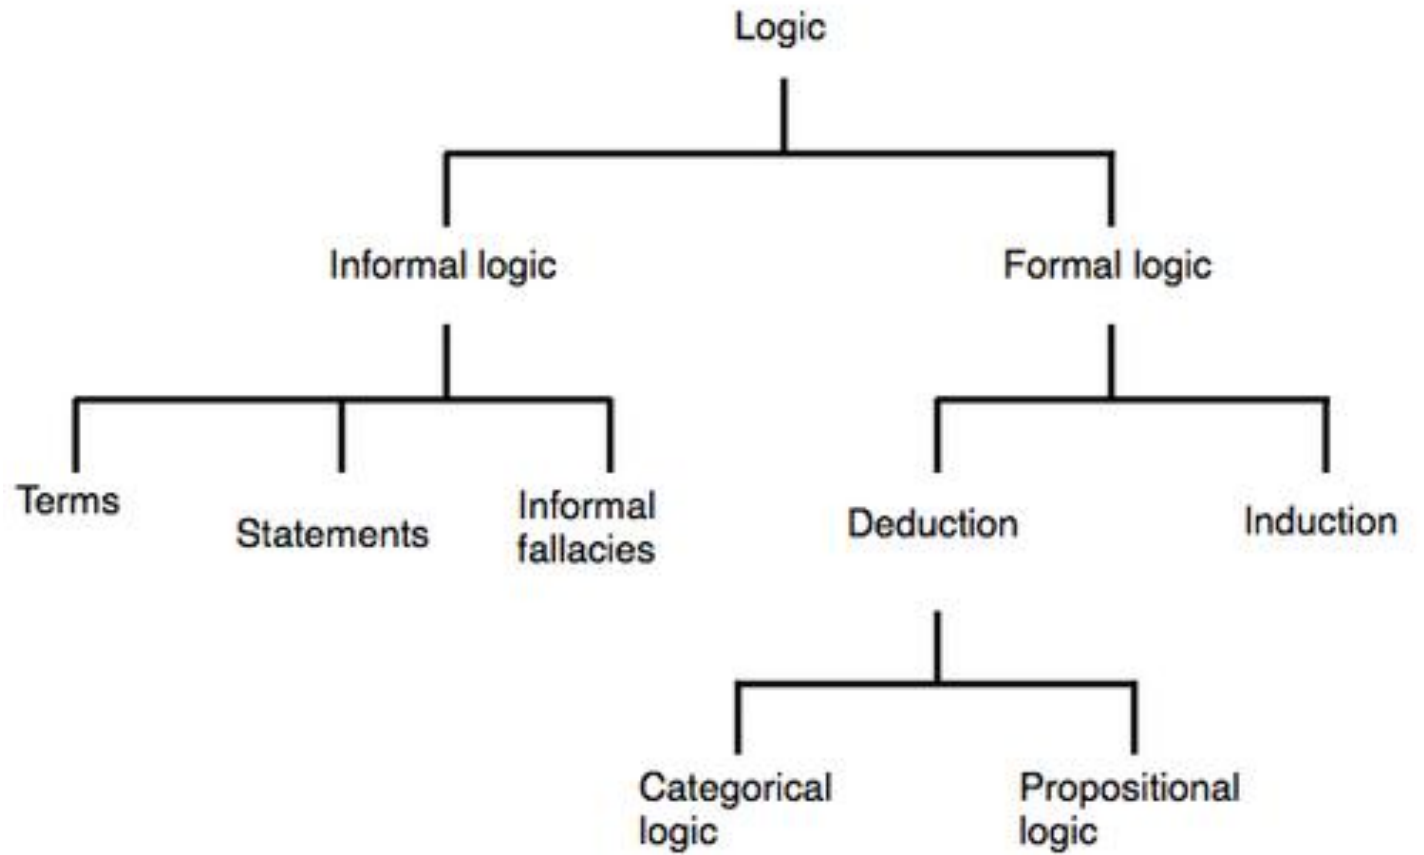 Logic
Informal logic
Formal logic
Terms
Statements
Informal
fallacies
Deduction
Induction
Categorical
logic
Propositional
logic